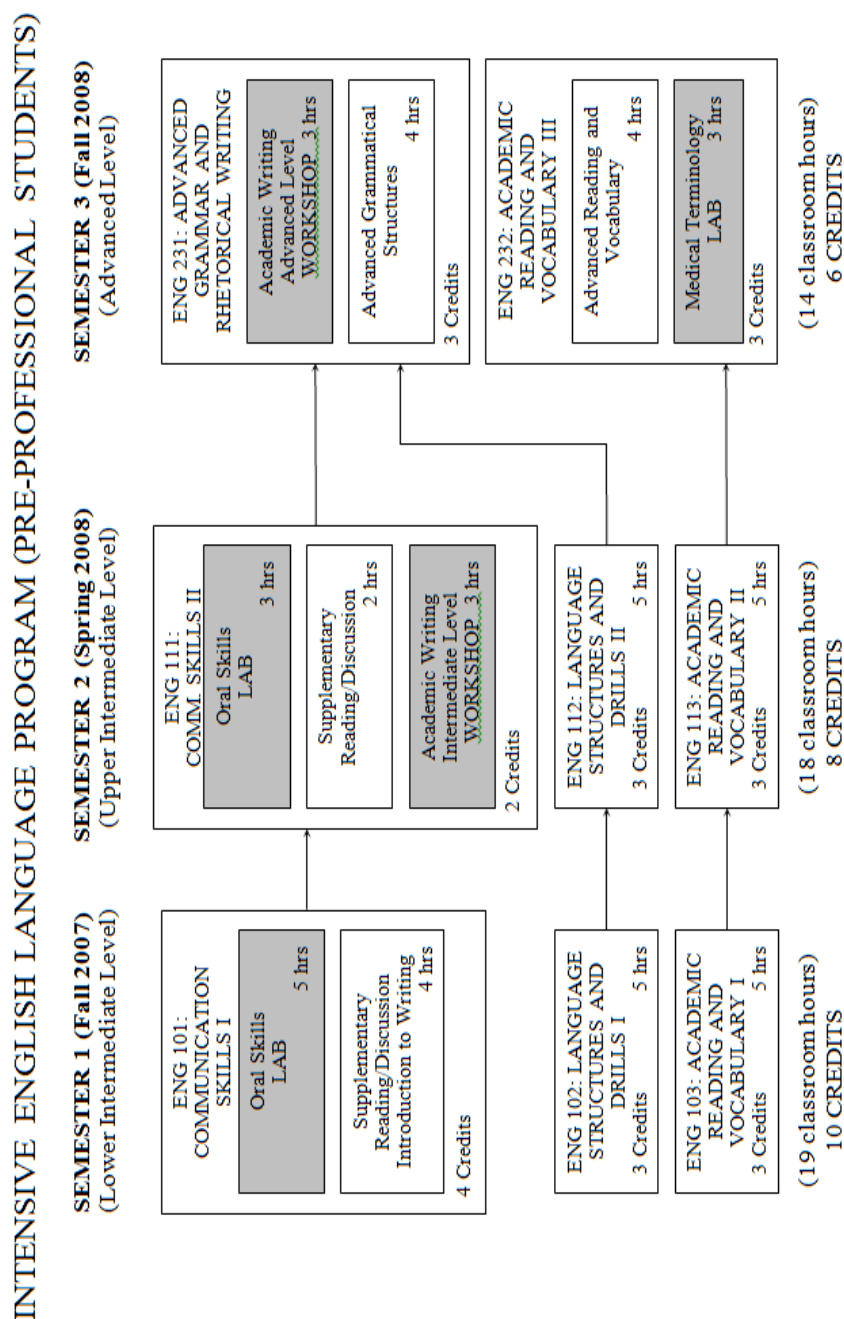 INTENSIVE ENGLISH LANGUAGE PROGRAM (PRE-PROFESSIONAL STUDENTS)
SEMESTER 1 (Fall 2007)
(Lower Intermediate Level)
ENG 101:
COMMUNICATION
SKILLS I
Oral Skills
LAB
5 hrs
Supplementary
Reading/Discussion
Introduction to Writing
4 hrs
4 Credits
ENG 102: LANGUAGE
STRUCTURES AND
DRILLS I
3 Credits 5 hrs
ENG 103: ACADEMIC
READING AND
VOCABULARY I
3 Credits 5 hrs
(19 classroom hours)
10 CREDITS
SEMESTER 2 (Spring 2008)
(Upper Intermediate Level)
ENG 111:
COMM. SKILLS II
Oral Skills
LAB
3 hrs
Supplementary
Reading/Discussion
2 hrs
Academic Writing
Intermediate Level
WORKSHOP 3 hrs
2 Credits
ENG 112: LANGUAGE
STRUCTURES AND
DRILLS II
3 Credits 5 hrs
ENG 113: ACADEMIC
READING AND
VOCABULARY II
3 Credits 5 hrs
(18 classroom hours)
8 CREDITS
SEMESTER 3 (Fall 2008)
(Advanced Level)
ENG 231: ADVANCED
GRAMMAR AND
RHETORICAL WRITING
Academic Writing
Advanced Level
WORKSHOP 3 hrs
Advanced Grammatical
Structures
4 hrs
3 Credits
ENG 232: ACADEMIC
READING AND
VOCABULARY III
Advanced Reading and
Vocabulary
4 hrs
Medical Terminology
LAB 3 hrs
3 Credits
(14 classroom hours)
6 CREDITS